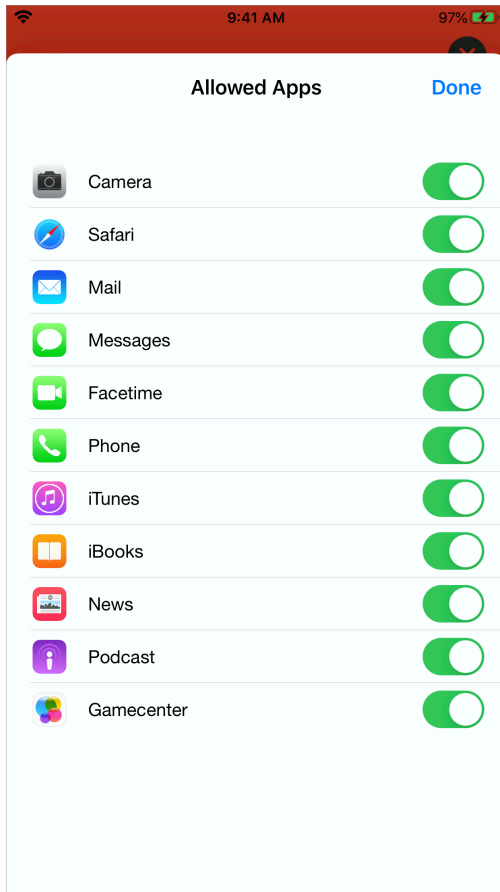 9:41 AM 97%
Allowed Apps Done
Camera
Safari
Mail
Messages
Facetime
Phone
iTunes
iBooks
News
Podcast
Gamecenter